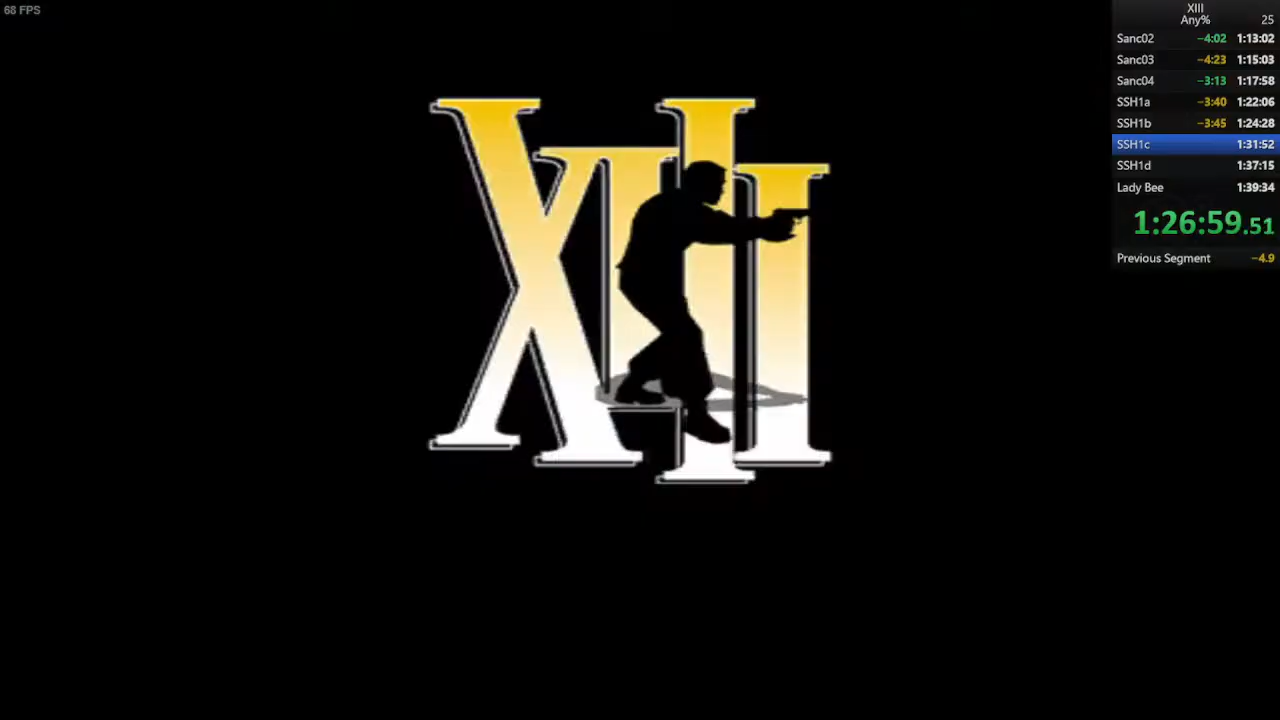 68 FPS
XIII
XIII
Any% 25
Sanc02 −4:02 1:13:02
Sanc03 −4:23 1:15:03
Sanc04 −3:13 1:17:58
SSH1a −3:40 1:22:06
SSH1b −3:45 1:24:28
SSH1c 1:31:52
SSH1d 1:37:15
Lady Bee 1:39:34
1:26:59.51
Previous Segment −4.9